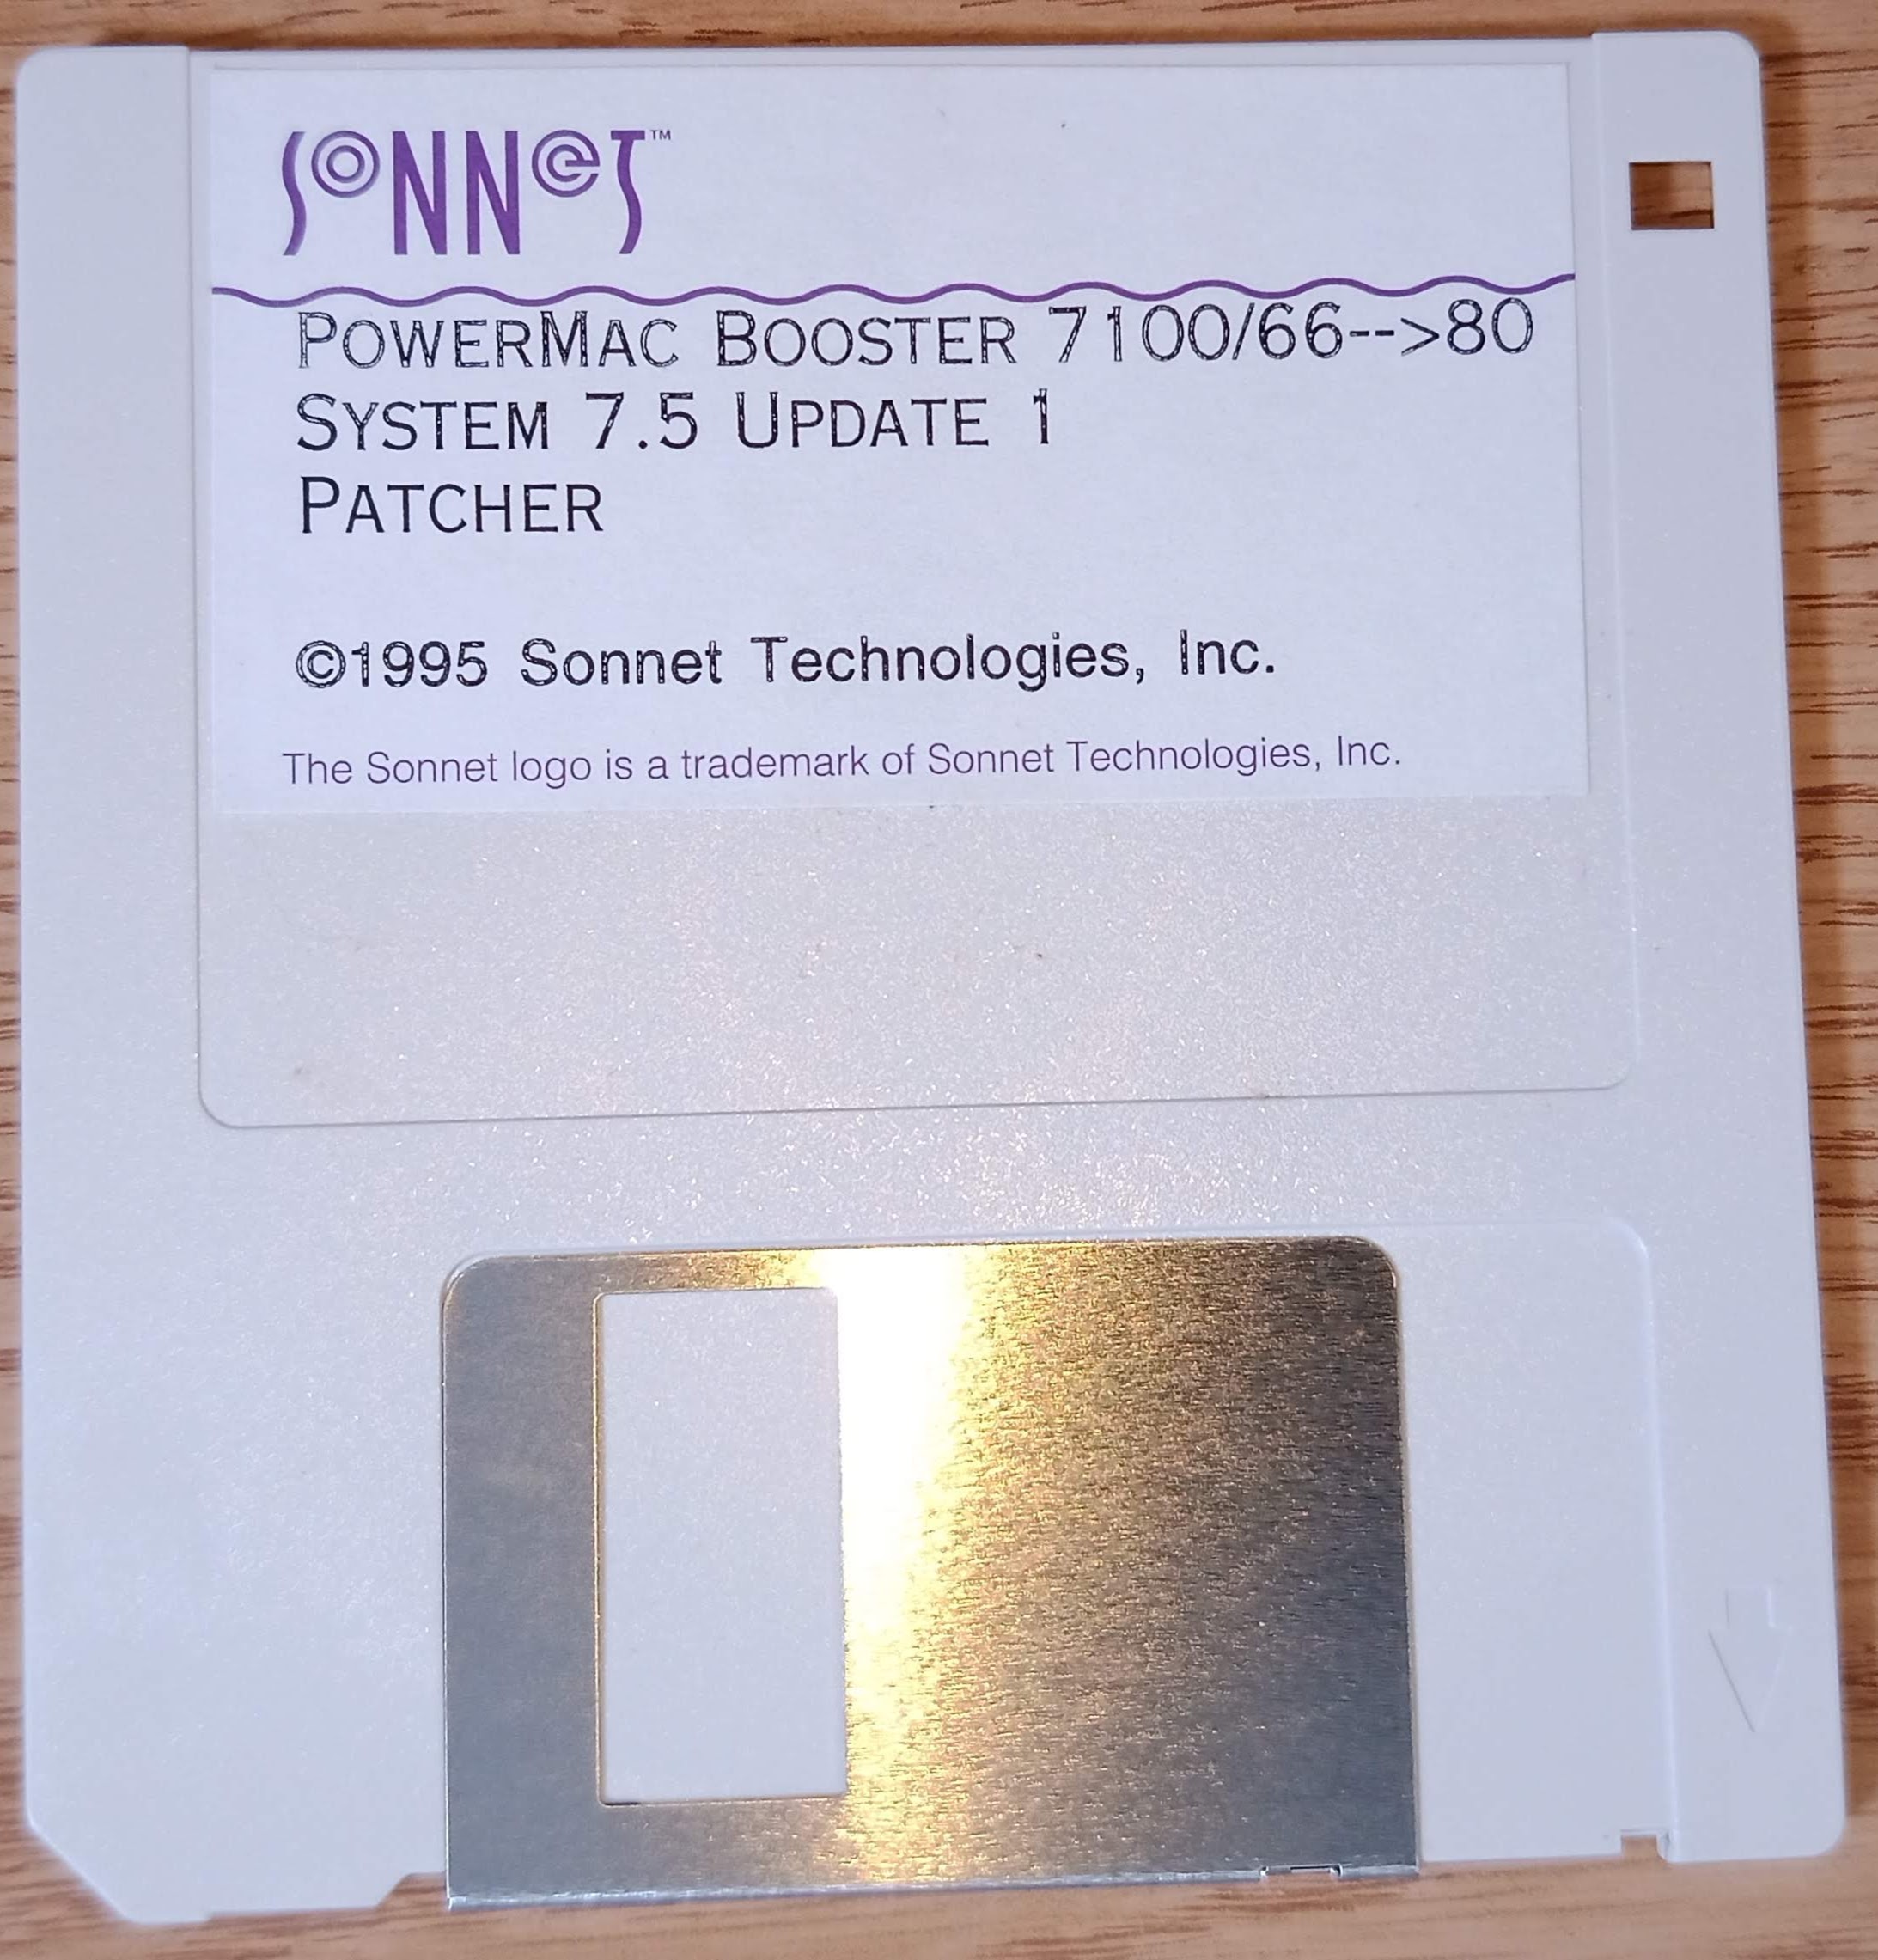 SONNeT™
POWERMAC BOOSTER 7100/66-->80
SYSTEM 7.5 UPDATE 1
PATCHER
©1995 Sonnet Technologies, Inc.
The Sonnet logo is a trademark of Sonnet Technologies, Inc.